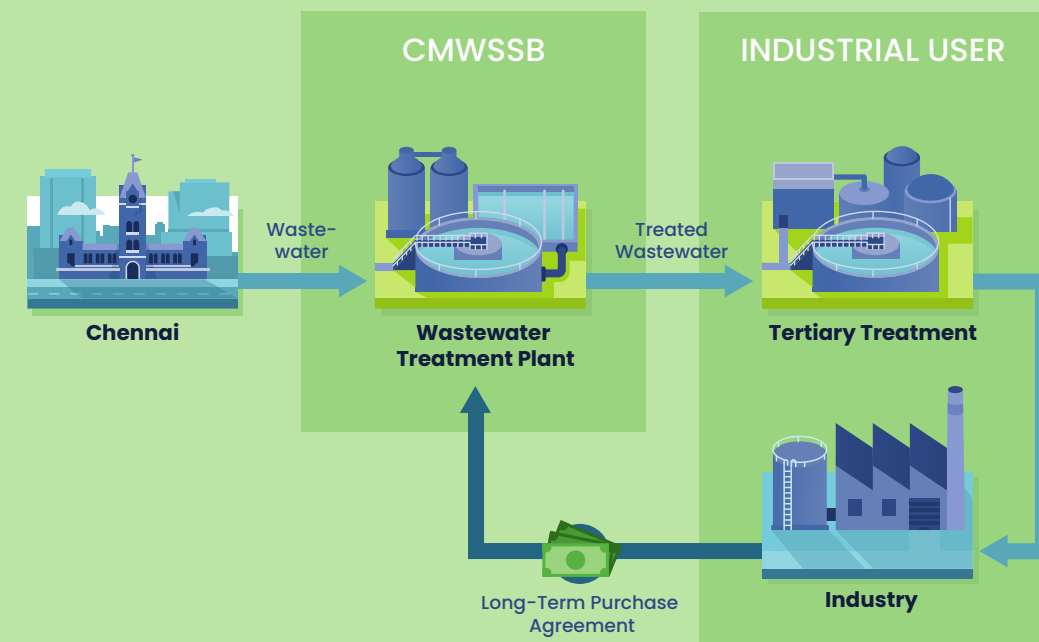 CMWSSB
INDUSTRIAL USER
Waste-
water
Treated
Wastewater
Chennai
Wastewater
Treatment Plant
Tertiary Treatment
Long-Term Purchase
Agreement
Industry